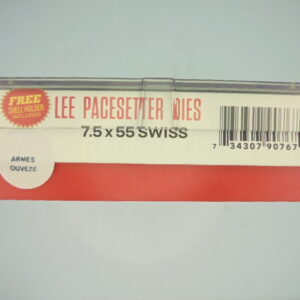 FREE
SHELL HOLDER
INCLUDED
LEE PACESETTER DIES
7.5 x 55 SWISS
7 34307 90767
ARMES
OUVEZE